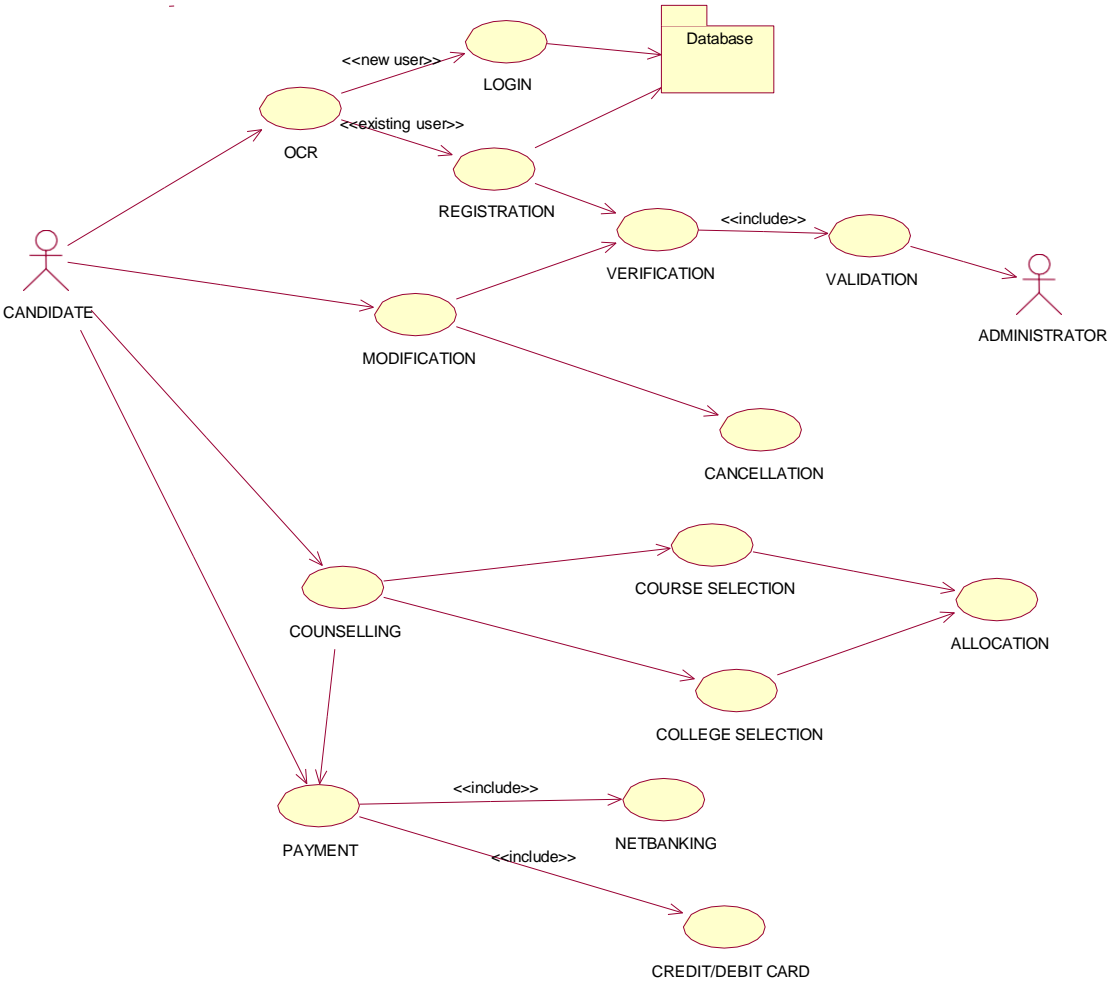 Database
<<new user>>
LOGIN
<<existing user>>
OCR
REGISTRATION
<<include>>
VERIFICATION
VALIDATION
CANDIDATE
ADMINISTRATOR
MODIFICATION
CANCELLATION
COURSE SELECTION
COUNSELLING
ALLOCATION
COLLEGE SELECTION
<<include>>
NETBANKING
PAYMENT
<<include>>
CREDIT/DEBIT CARD